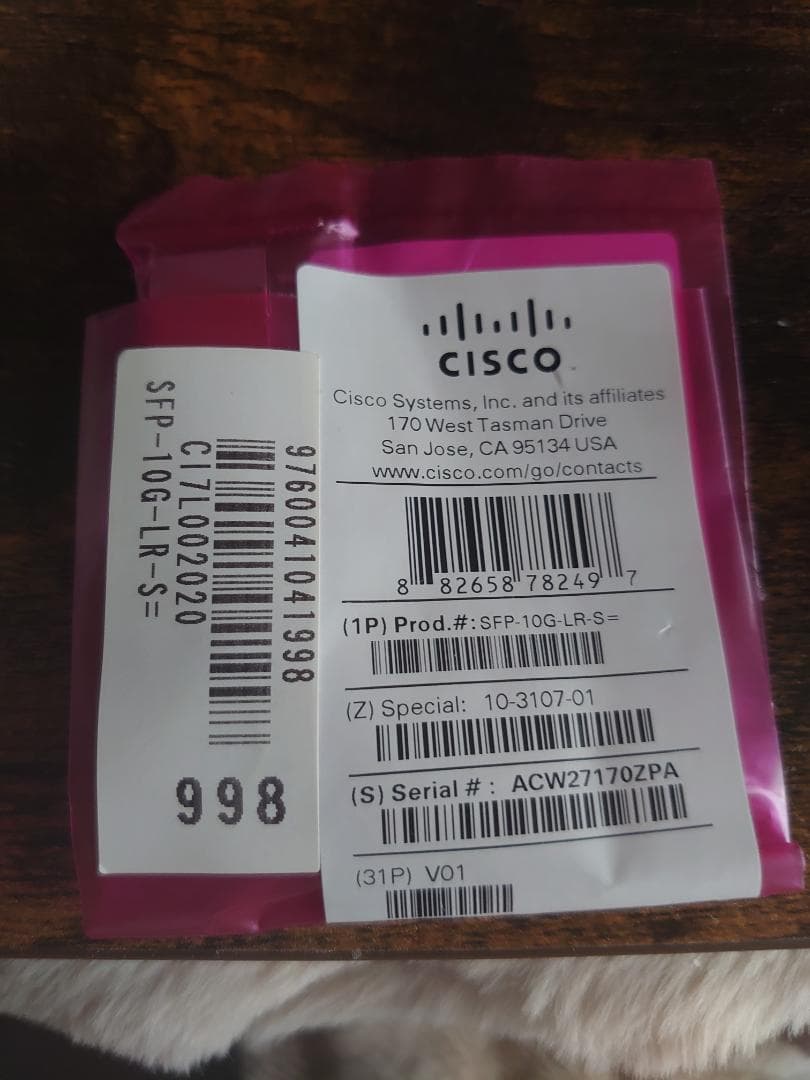 CISCO
Cisco Systems, Inc. and its affiliates
170 West Tasman Drive
San Jose, CA 95134 USA
www.cisco.com/go/contacts
8 82658 78249 7
(1P) Prod.#: SFP-10G-LR-S=
(Z) Special: 10-3107-01
(S) Serial # : ACW27170ZPA
(31P) V01
9760041041998
CI7L002020
SFP-10G-LR-S=
998